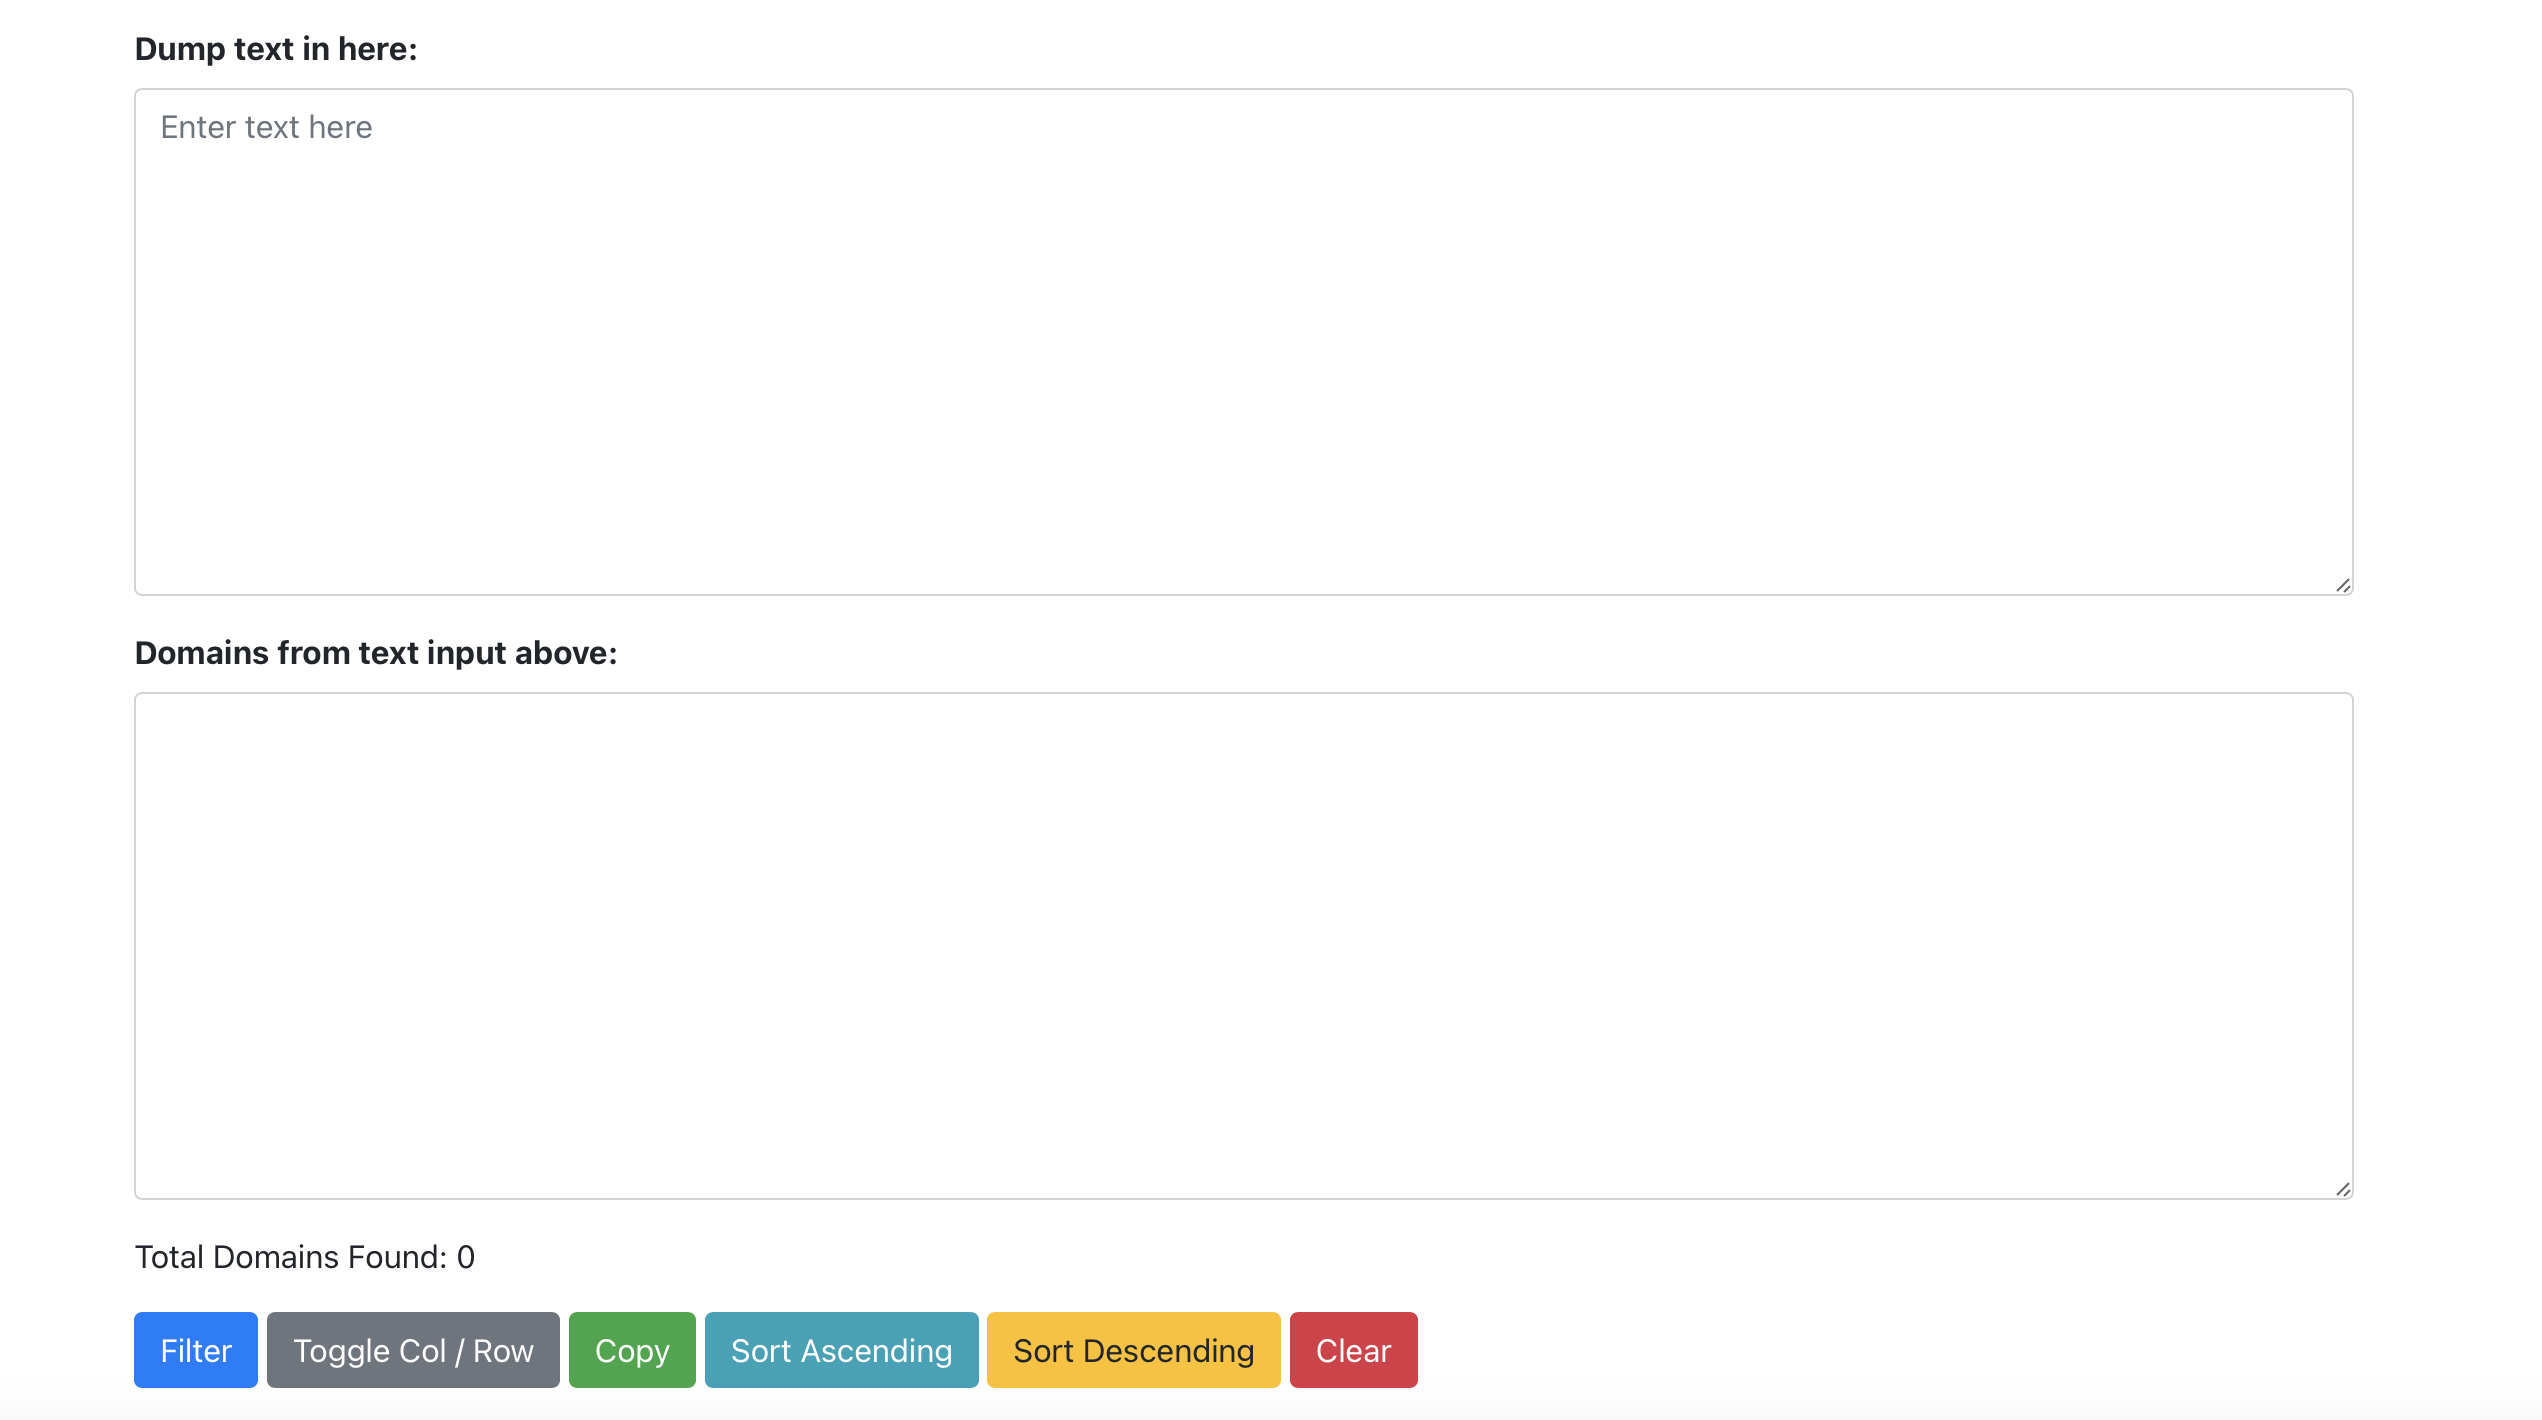 Dump text in here:
Enter text here
Domains from text input above:
Total Domains Found: 0
Filter
Toggle Col / Row
Copy
Sort Ascending
Sort Descending
Clear